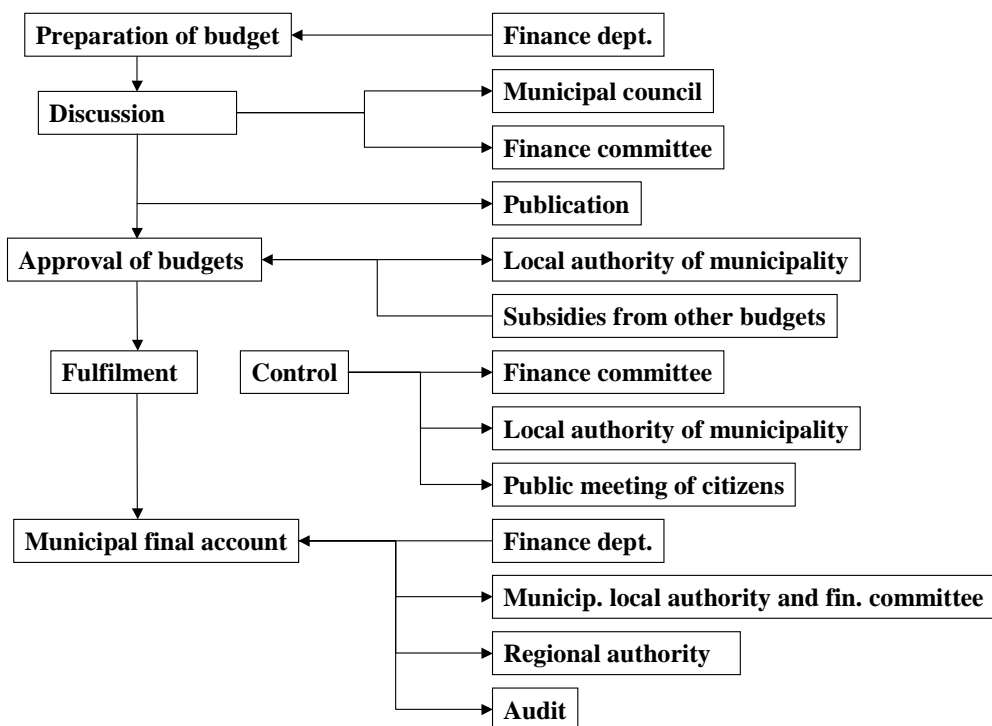 Preparation of budget
Finance dept.
Municipal council
Discussion
Finance committee
Publication
Approval of budgets
Local authority of municipality
Subsidies from other budgets
Fulfilment
Control
Finance committee
Local authority of municipality
Public meeting of citizens
Municipal final account
Finance dept.
Municip. local authority and fin. committee
Regional authority
Audit